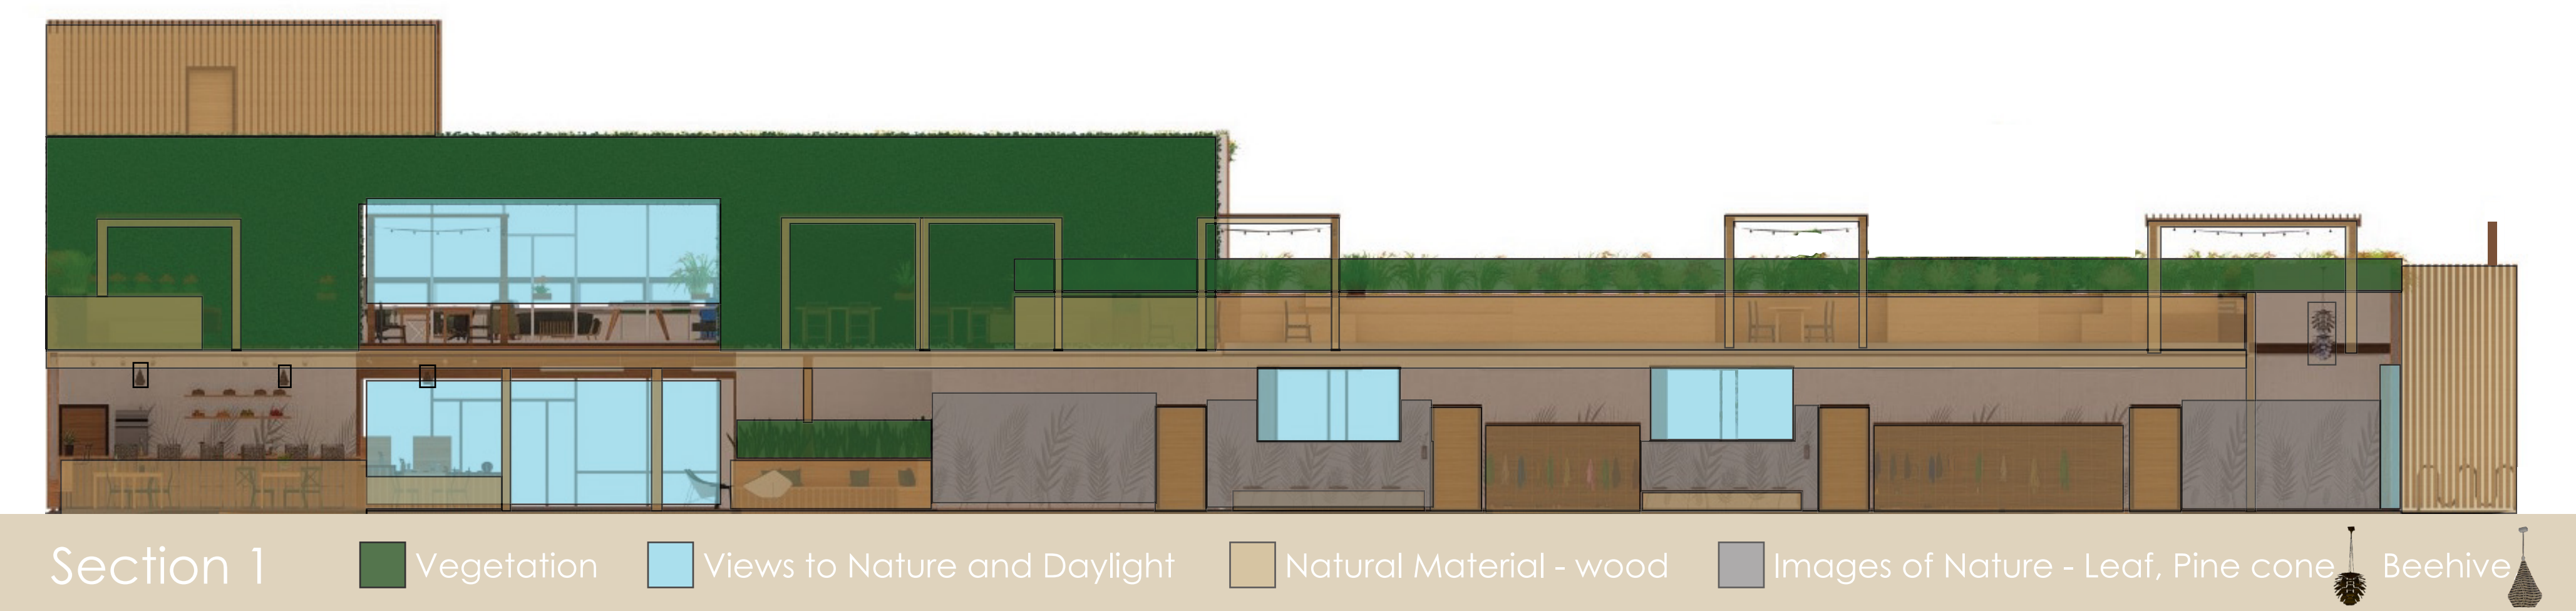 Section 1
Vegetation
Views to Nature and Daylight
Natural Material - wood
Images of Nature - Leaf, Pine cone
Beehive